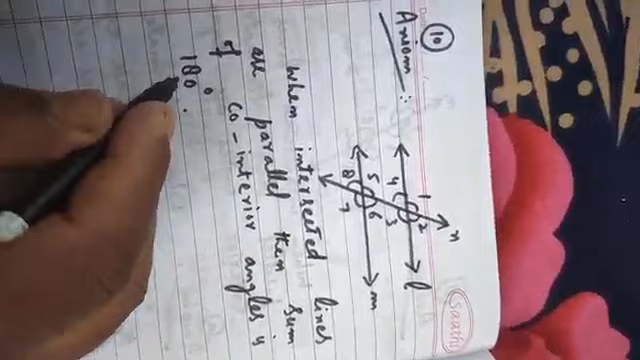 10
Axiom :
1 2 n
4 3 l
5 6
8 7 m
when intersected lines
are parallel then sum
of co-interior angles is
180°.
Saathi